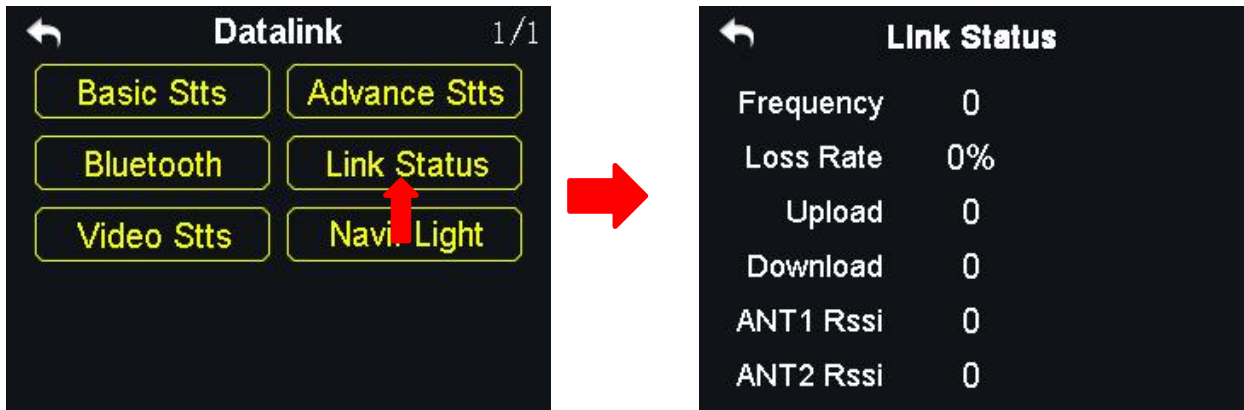 Datalink 1/1
Basic Stts Advance Stts
Bluetooth Link Status
Video Stts Light
Link Status
Frequency 0
Loss Rate 0%
Upload 0
Download 0
ANT1 Rssi 0
ANT2 Rssi 0